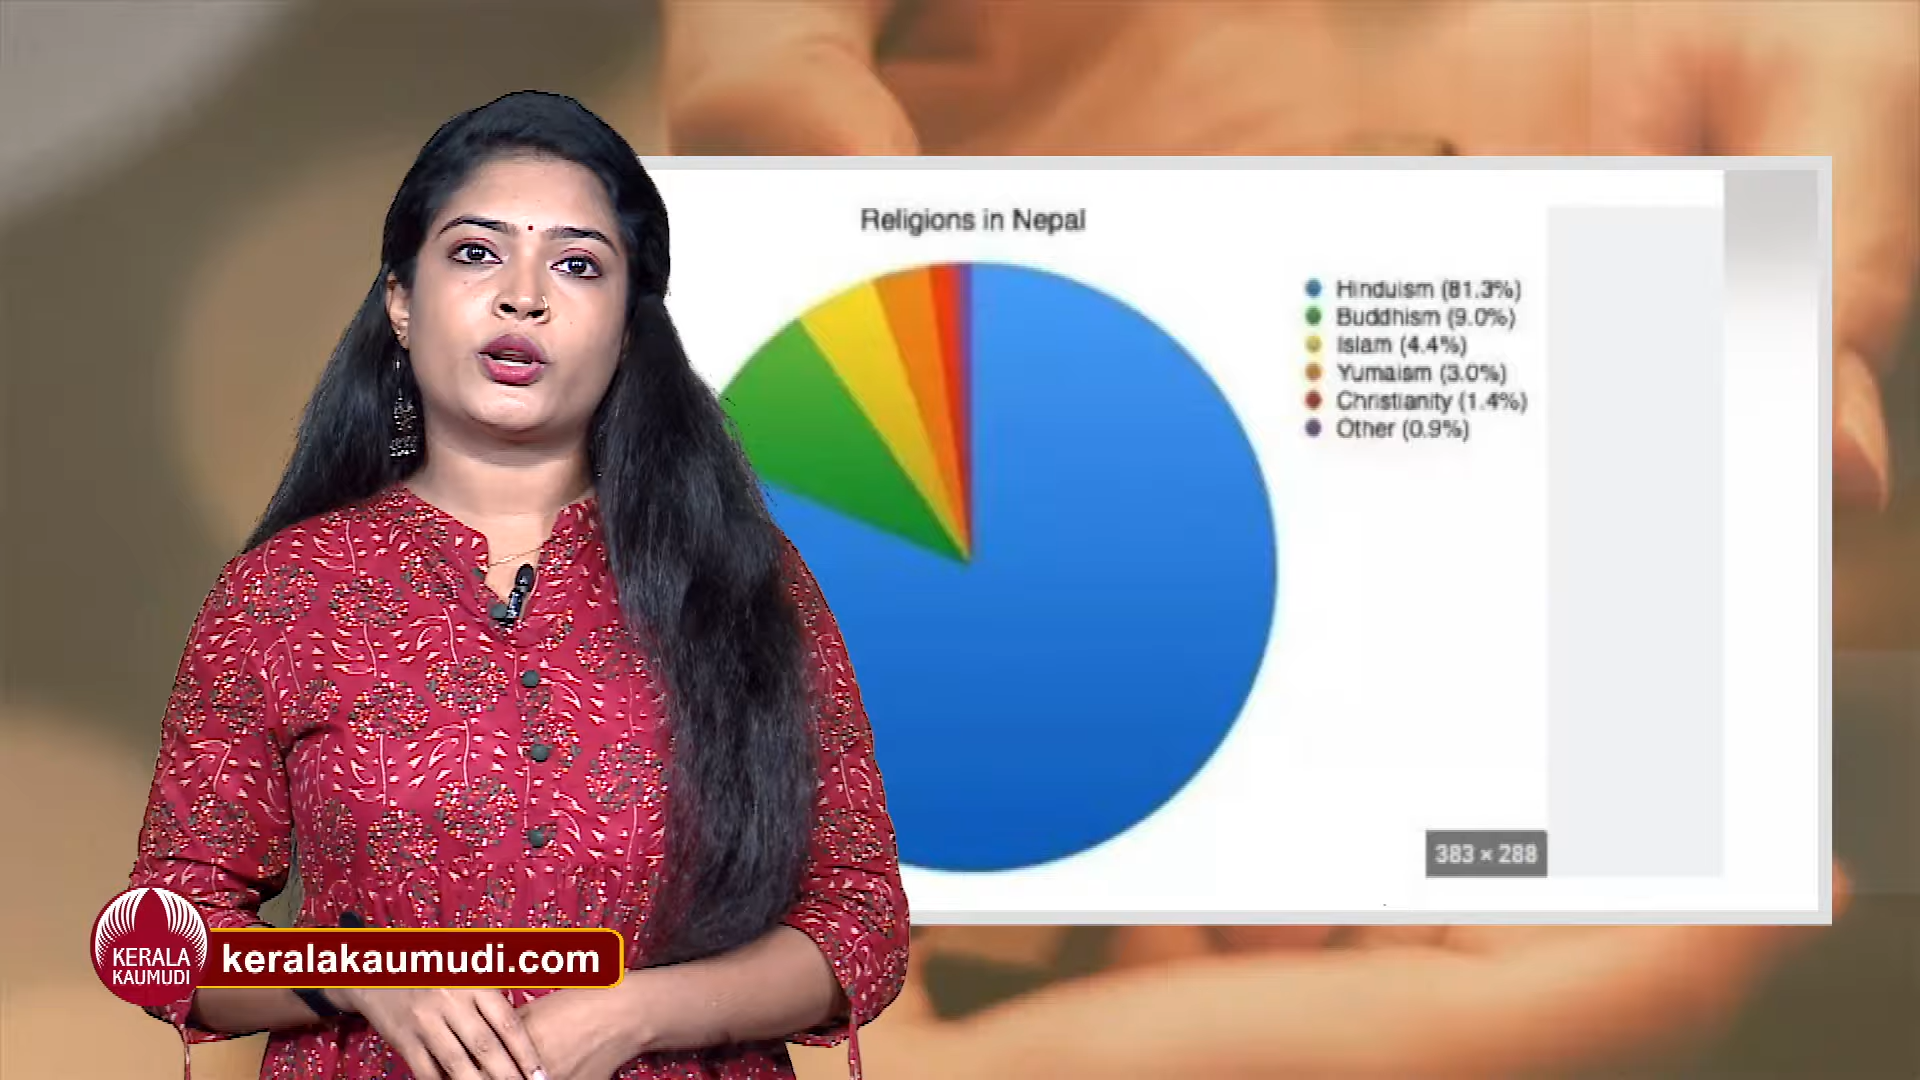 Religions in Nepal
Hinduism (81.3%)
Buddhism (9.0%)
Islam (4.4%)
Yumaism (3.0%)
Christianity (1.4%)
Other (0.9%)
383 × 288
KERALA
KAUMUDI
keralakaumudi.com